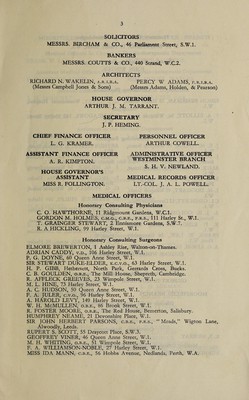 3
SOLICITORS
MESSRS. BIRCHAM & CO., 46 Parliament Street, S.W.1.
BANKERS
MESSRS. COUTTS & CO., 440 Strand, W.C.2.
ARCHITECTS
RICHARD N. WAKELIN, F.R.I.B.A. PERCY W. ADAMS, F.R.I.B.A.
(Messrs Campbell Jones & Sons) (Messrs Adams, Holden, & Pearson)
HOUSE GOVERNOR
ARTHUR J. M. TARRANT.
SECRETARY
J. P. HEMING.
CHIEF FINANCE OFFICER PERSONNEL OFFICER
L. G. KRAMER. ARTHUR COWELL.
ASSISTANT FINANCE OFFICER ADMINISTRATIVE OFFICER
A. R. KIMPTON. WESTMINSTER BRANCH
S. H. V. NEWLAND.
HOUSE GOVERNOR'S
ASSISTANT MEDICAL RECORDS OFFICER
MISS B. POLLINGTON. LT.-COL. J. A. L. POWELL.
MEDICAL OFFICERS
Honorary Consulting Physicians
C. O. HAWTHORNE, 11 Ridgmount Gardens, W.C.1.
GORDON M. HOLMES, C.M.G., C.B.E., F.R.S., 111 Harley St., W.1.
T. GRAINGER STEWART, 2 Ennismore Gardens, S.W.7.
R. A HICKLING, 99 Harley Street, W.1.
Honorary Consulting Surgeons
ELMORE BREWERTON, 1 Ashley Rise, Walton-on-Thames.
ADRIAN CADDY, V.D., 106 Harley Street, W.1.
P. G. DOYNE, 60 Queen Anne Street, W.1.
SIR STEWART DUKE-ELDER, K.C.V.O., 63 Harley Street, W.1.
R. P. GIBB, Hatherton, North Park, Gerrards Cross, Bucks.
C. B. GOULDEN, O.B.E., The Mill House, Shepreth, Cambridge.
R. AFFLECK GREEVES, 23 Wimpole Street, W.1.
M. L. HINE, 73 Harley Street, W.1.
A. C. HUDSON, 50 Queen Anne Street, W.1.
F. A. JULER, C.V.O., 96 Harley Street, W.1.
A. HAROLD LEVY, 149 Harley Street, W.1.
W. H. McMULLEN, O.B.E., 66 Brook Street, W.1.
R. FOSTER MOORE, O.B.E., The Red House, Benenton, Salisbury.
HUMPHREY NEAME, 21 Devonshire Place, W.1.
SIR JOHN HERBERT PARSONS, C.B.E., F.R.S., "Meads," Wigton Lane,
Alwoodly, Leeds.
RUPERT S. SCOTT, 55 Draycott Place, S.W.3.
GEOFFREY VINER, 46 Queen Anne Street, W.1.
M. H. WHITING, O.B.E., 51 Wimpole Street, W.1.
F. A. WILLIAMSON-NOBLE, 27 Harley Street, W.1.
MISS IDA MANN, C.B.E., 56 Hobbs Avenue, Nedlands, Perth, W.A.